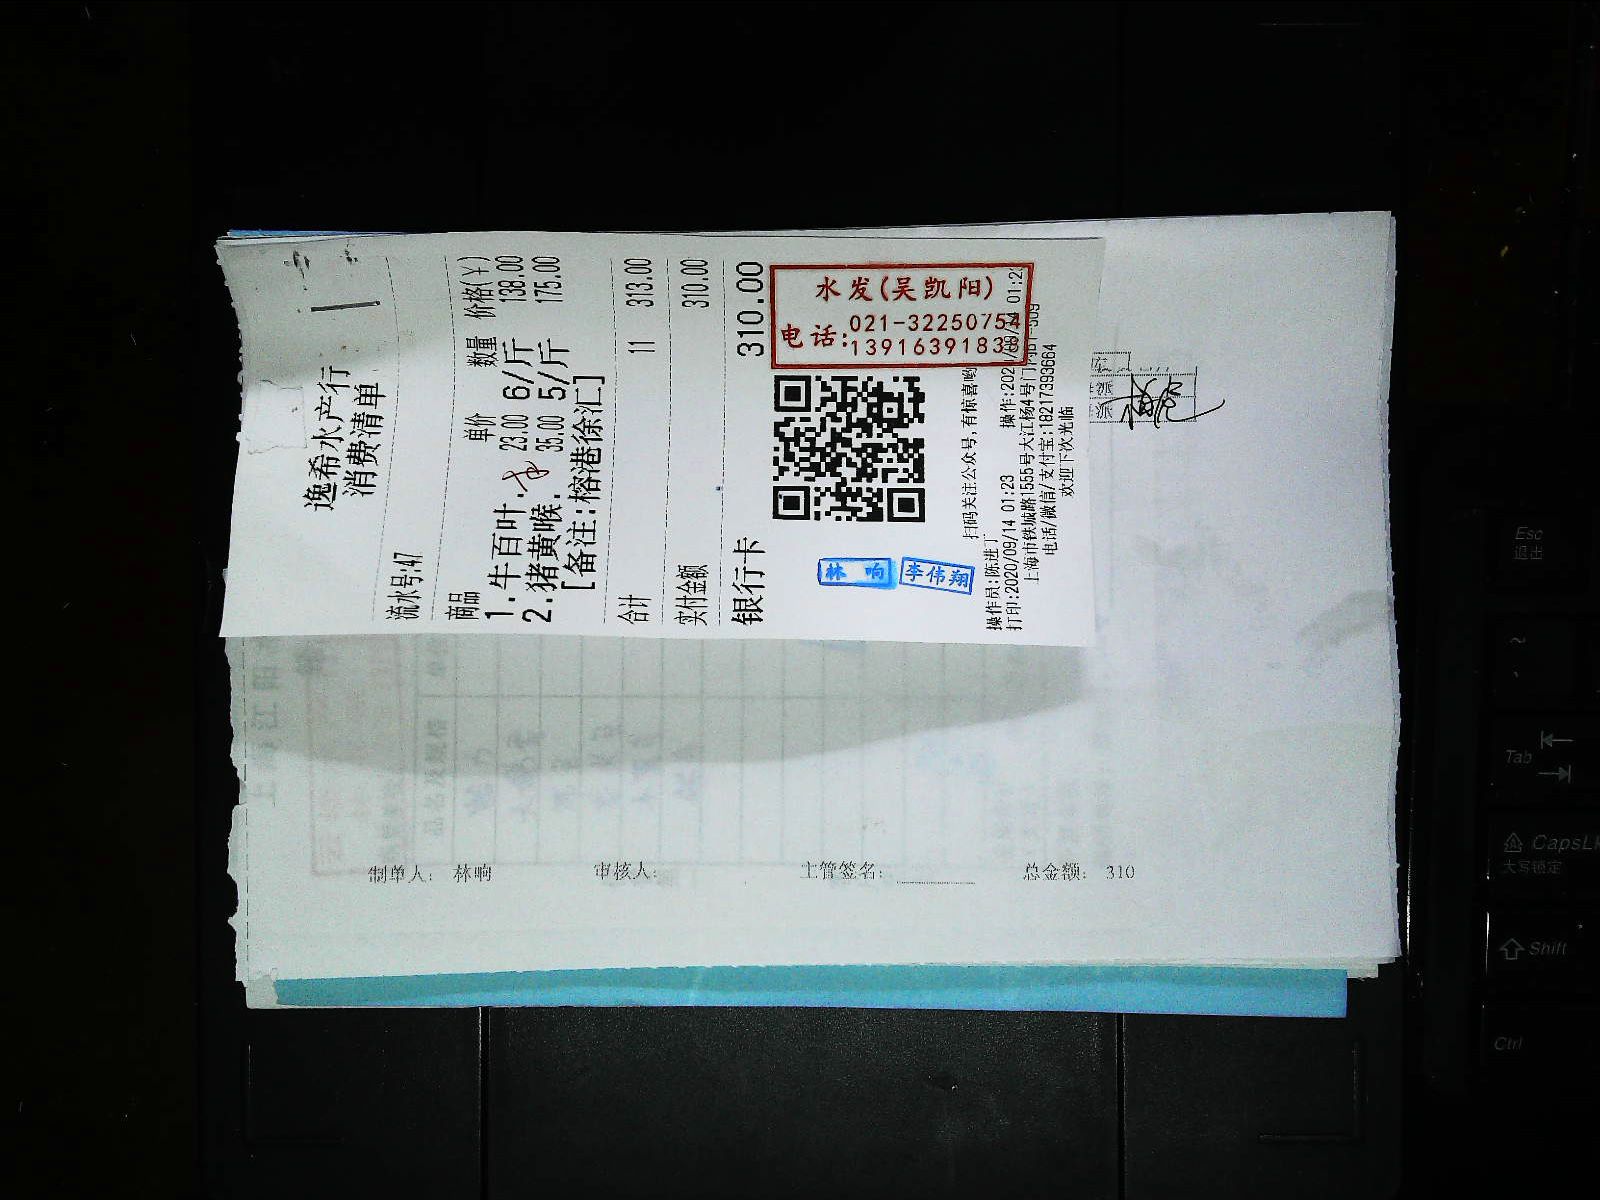 逸希水产行
消费清单
流水号:47
商品 单价 数量 价格(￥)
1.牛百叶. 23.00 6/斤 138.00
2.猪黄喉. 35.00 5/斤 175.00
[备注:榕港徐汇]
合计 11 313.00
实付金额 310.00
银行卡 310.00
水发(吴凯阳)
电话:021-32250754
林响
李伟翔
扫码关注公众号,有惊喜哟
操作员:陈进丁
打印:2020/09/14 01:23
上海市铁城路1555号大江杨4号门内
电话/微信/支付宝:18217393664
欢迎下次光临
制单人: 林响 审核人: 主管签名: 总金额: 310
Esc
退出
Tab
CapsL
大写锁定
Shift
Ctrl